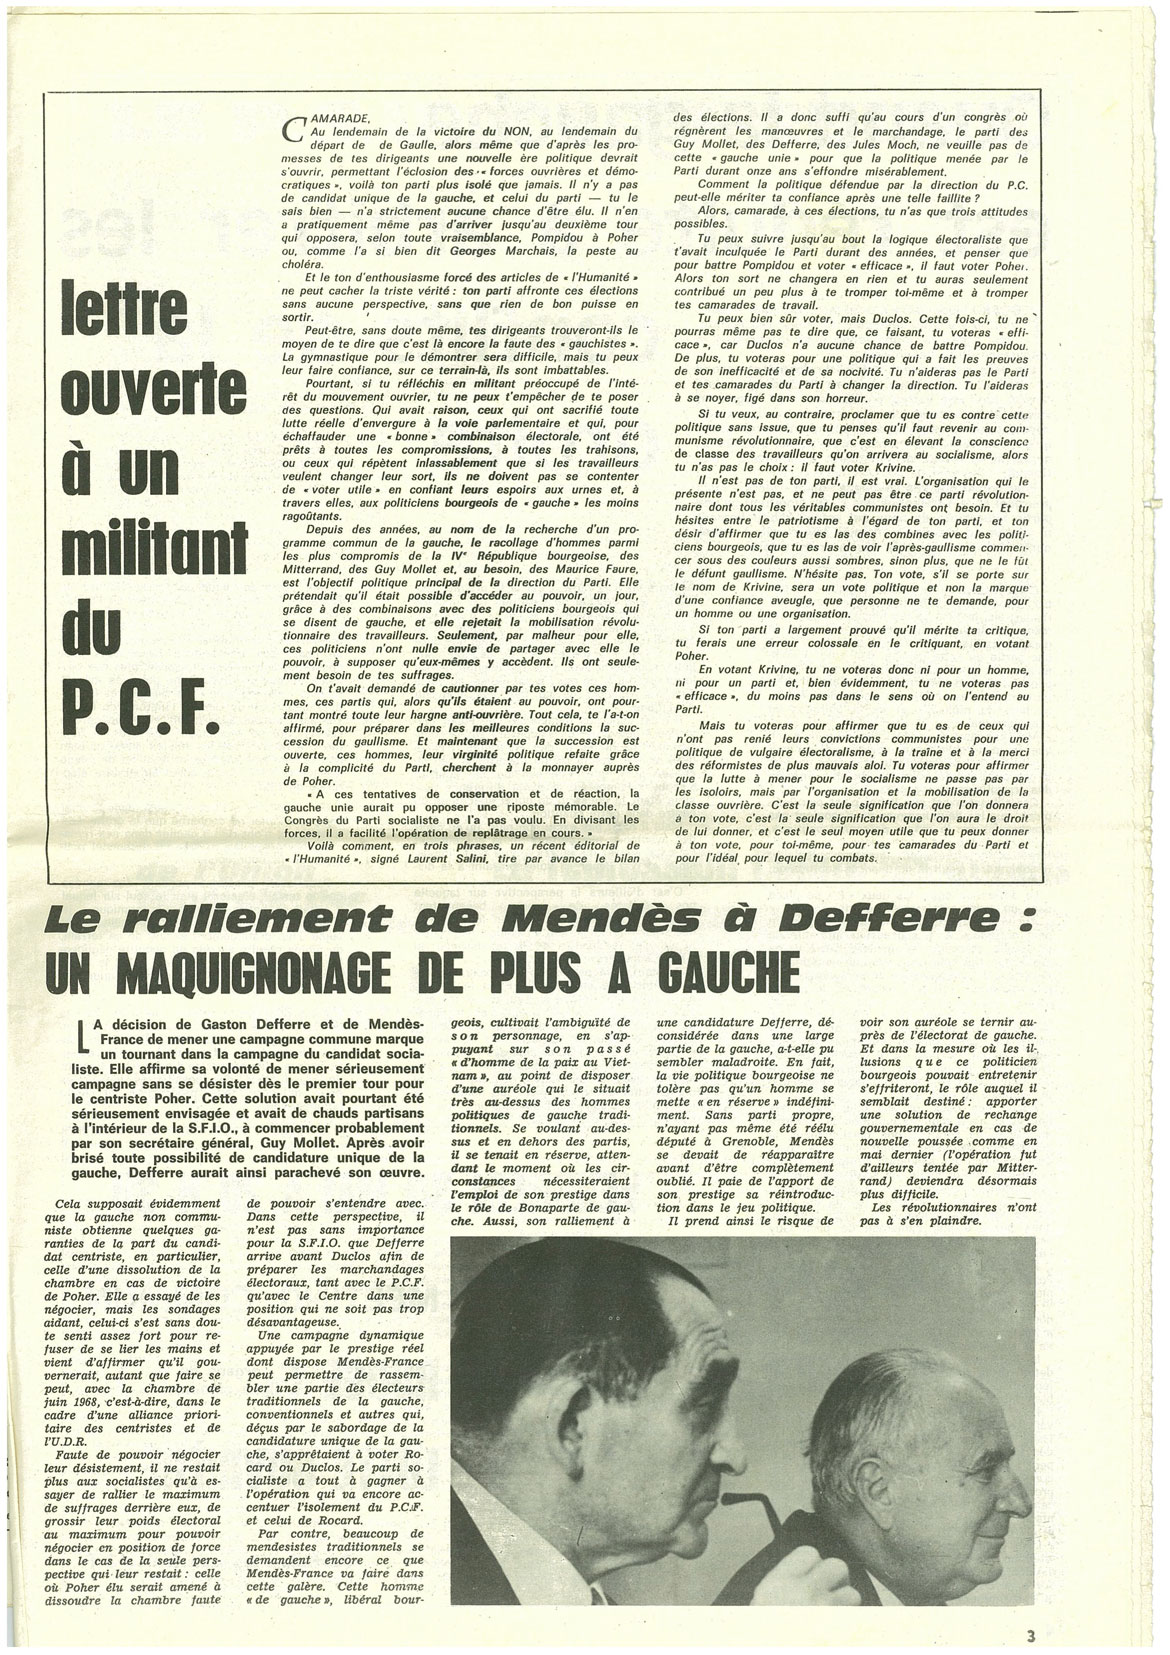 lettre
ouverte
à un
militant
du
P.C.F.
CAMARADE,
Au lendemain de la victoire du NON, au lendemain du
départ de de Gaulle, alors même que d'après les pro-
messes de tes dirigeants une nouvelle ère politique devrait
s'ouvrir, permettant l'éclosion des « forces ouvrières et démo-
cratiques », voilà ton parti plus isolé que jamais. Il n'y a pas
de candidat unique de la gauche, et celui du parti — tu le
sais bien — n'a strictement aucune chance d'être élu. Il n'en
a pratiquement même pas d'arriver jusqu'au deuxième tour
qui opposera, selon toute vraisemblance, Pompidou à Poher
ou, comme l'a si bien dit Georges Marchais, la peste au
choléra.
Et le ton d'enthousiasme forcé des articles de « l'Humanité »
ne peut cacher la triste vérité : ton parti affronte ces élections
sans aucune perspective, sans que rien de bon puisse en
sortir.
Peut-être, sans doute même, tes dirigeants trouveront-ils le
moyen de te dire que c'est là encore la faute des « gauchistes ».
La gymnastique pour le démontrer sera difficile, mais tu peux
leur faire confiance, sur ce terrain-là, ils sont imbattables.
Pourtant, si tu réfléchis en militant préoccupé de l'inté-
rêt du mouvement ouvrier, tu ne peux t'empêcher de te poser
des questions. Qui avait raison, ceux qui ont sacrifié toute
lutte réelle d'envergure à la voie parlementaire et qui, pour
échaffauder une « bonne » combinaison électorale, ont été
prêts à toutes les compromissions, à toutes les trahisons,
ou ceux qui répètent inlassablement que si les travailleurs
veulent changer leur sort, ils ne doivent pas se contenter
de « voter utile » en confiant leurs espoirs aux urnes et, à
travers elles, aux politiciens bourgeois de « gauche » les moins
ragoûtants.
Depuis des années, au nom de la recherche d'un pro-
gramme commun de la gauche, le racollage d'hommes parmi
les plus compromis de la IVe République bourgeoise, des
Mitterrand, des Guy Mollet et, au besoin, des Maurice Faure,
est l'objectif politique principal de la direction du Parti. Elle
prétendait qu'il était possible d'accéder au pouvoir, un jour,
grâce à des combinaisons avec des politiciens bourgeois qui
se disent de gauche, et elle rejetait la mobilisation révolu-
tionnaire des travailleurs. Seulement, par malheur pour elle,
ces politiciens n'ont nulle envie de partager avec elle le
pouvoir, à supposer qu'eux-mêmes y accèdent. Ils ont seule-
ment besoin de tes suffrages.
On t'avait demandé de cautionner par tes votes ces hom-
mes, ces partis qui, alors qu'ils étaient au pouvoir, ont pour-
tant montré toute leur hargne anti-ouvrière. Tout cela, te l'a-t-on
affirmé, pour préparer dans les meilleures conditions la suc-
cession du gaullisme. Et maintenant que la succession est
ouverte, ces hommes, leur virginité politique refaite grâce
à la complicité du Parti, cherchent à la monnayer auprès
de Poher.
« A ces tentatives de conservation et de réaction, la
gauche unie aurait pu opposer une riposte mémorable. Le
Congrès du Parti socialiste ne l'a pas voulu. En divisant les
forces, il a facilité l'opération de replâtrage en cours. »
Voilà comment, en trois phrases, un récent éditorial de
« l'Humanité », signé Laurent Salini, tire par avance le bilan
des élections. Il a donc suffi qu'au cours d'un congrès où
régnèrent les manœuvres et le marchandage, le parti des
Guy Mollet, des Defferre, des Jules Moch, ne veuille pas de
cette « gauche unie » pour que la politique menée par le
Parti durant onze ans s'effondre misérablement.
Comment la politique défendue par la direction du P.C.
peut-elle mériter ta confiance après une telle faillite ?
Alors, camarade, à ces élections, tu n'as que trois attitudes
possibles.
Tu peux suivre jusqu'au bout la logique électoraliste que
t'avait inculquée le Parti durant des années, et penser que
pour battre Pompidou et voter « efficace », il faut voter Poher.
Alors ton sort ne changera en rien et tu auras seulement
contribué un peu plus à te tromper toi-même et à tromper
tes camarades de travail.
Tu peux bien sûr voter, mais Duclos. Cette fois-ci, tu ne
pourras même pas te dire que, ce faisant, tu voteras « effi-
cace », car Duclos n'a aucune chance de battre Pompidou.
De plus, tu voteras pour une politique qui a fait les preuves
de son inefficacité et de sa nocivité. Tu n'aideras pas le Parti
et tes camarades du Parti à changer la direction. Tu l'aideras
à se noyer, figé dans son horreur.
Si tu veux, au contraire, proclamer que tu es contre cette
politique sans issue, que tu penses qu'il faut revenir au com-
munisme révolutionnaire, que c'est en élevant la conscience
de classe des travailleurs qu'on arrivera au socialisme, alors
tu n'as pas le choix : il faut voter Krivine.
Il n'est pas de ton parti, il est vrai. L'organisation qui le
présente n'est pas, et ne peut pas être ce parti révolution-
naire dont tous les véritables communistes ont besoin. Et tu
hésites entre le patriotisme à l'égard de ton parti, et ton
désir d'affirmer que tu es las des combines avec les politi-
ciens bourgeois, que tu es las de voir l'après-gaullisme commen-
cer sous des couleurs aussi sombres, sinon plus, que ne le fût
le défunt gaullisme. N'hésite pas. Ton vote, s'il se porte sur
le nom de Krivine, sera un vote politique et non la marque
d'une confiance aveugle, que personne ne te demande, pour
un homme ou une organisation.
Si ton parti a largement prouvé qu'il mérite ta critique,
tu ferais une erreur colossale en le critiquant, en votant
Poher.
En votant Krivine, tu ne voteras donc ni pour un homme,
ni pour un parti et, bien évidemment, tu ne voteras pas
« efficace », du moins pas dans le sens où on l'entend au
Parti.
Mais tu voteras pour affirmer que tu es de ceux qui
n'ont pas renié leurs convictions communistes pour une
politique de vulgaire électoralisme, à la traîne et à la merci
des réformistes de plus mauvais aloi. Tu voteras pour affirmer
que la lutte à mener pour le socialisme ne passe pas par
les isoloirs, mais par l'organisation et la mobilisation de la
classe ouvrière. C'est la seule signification que l'on donnera
a ton vote, c'est la seule signification que l'on aura le droit
de lui donner, et c'est le seul moyen utile que tu peux donner
à ton vote, pour toi-même, pour tes camarades du Parti et
pour l'idéal pour lequel tu combats.
Le ralliement de Mendès à Defferre :
UN MAQUIGNONAGE DE PLUS A GAUCHE
LA décision de Gaston Defferre et de Mendès-
France de mener une campagne commune marque
un tournant dans la campagne du candidat socia-
liste. Elle affirme sa volonté de mener sérieusement
campagne sans se désister dès le premier tour pour
le centriste Poher. Cette solution avait pourtant été
sérieusement envisagée et avait de chauds partisans
à l'intérieur de la S.F.I.O., à commencer probablement
par son secrétaire général, Guy Mollet. Après avoir
brisé toute possibilité de candidature unique de la
gauche, Defferre aurait ainsi parachevé son œuvre.
Cela supposait évidemment
que la gauche non commu-
niste obtienne quelques ga-
ranties de la part du candi-
dat centriste, en particulier,
celle d'une dissolution de la
chambre en cas de victoire
de Poher. Elle a essayé de les
négocier, mais les sondages
aidant, celui-ci s'est sans dou-
te senti assez fort pour re-
fuser de se lier les mains et
vient d'affirmer qu'il gou-
vernerait, autant que faire se
peut, avec la chambre de
juin 1968, c'est-à-dire, dans le
cadre d'une alliance priori-
taire des centristes et de
l'U.D.R.
Faute de pouvoir négocier
leur désistement, il ne restait
plus aux socialistes qu'à es-
sayer de rallier le maximum
de suffrages derrière eux, de
grossir leur poids électoral
au maximum pour pouvoir
négocier en position de force
dans le cas de la seule pers-
pective qui leur restait : celle
où Poher élu serait amené à
dissoudre la chambre faute
de pouvoir s'entendre avec.
Dans cette perspective, il
n'est pas sans importance
pour la S.F.I.O. que Defferre
arrive avant Duclos afin de
préparer les marchandages
électoraux, tant avec le P.C.F.
qu'avec le Centre dans une
position qui ne soit pas trop
désavantageuse.
Une campagne dynamique
appuyée par le prestige réel
dont dispose Mendès-France
peut permettre de rassem-
bler une partie des électeurs
traditionnels de la gauche,
conventionnels et autres qui,
déçus par le sabordage de la
candidature unique de la gau-
che, s'apprêtaient à voter Ro-
card ou Duclos. Le parti so-
cialiste a tout à gagner à
l'opération qui va encore ac-
centuer l'isolement du P.C.F.
et celui de Rocard.
Par contre, beaucoup de
mendesistes traditionnels se
demandent encore ce que
Mendès-France va faire dans
cette galère. Cette homme
« de gauche », libéral bour-
geois, cultivait l'ambiguïté de
son personnage, en s'ap-
puyant sur son passé
« d'homme de la paix au Viet-
nam », au point de disposer
d'une auréole qui le situait
très au-dessus des hommes
politiques de gauche tradi-
tionnels. Se voulant au-des-
sus et en dehors des partis,
il se tenait en réserve, atten-
dant le moment où les cir-
constances nécessiteraient
l'emploi de son prestige dans
le rôle de Bonaparte de gau-
che. Aussi, son ralliement à
une candidature Defferre, dé-
considérée dans une large
partie de la gauche, a-t-elle pu
sembler maladroite. En fait,
la vie politique bourgeoise ne
tolère pas qu'un homme se
mette « en réserve » indéfini-
ment. Sans parti propre,
n'ayant pas même été réélu
député à Grenoble, Mendès
se devait de réapparaître
avant d'être complètement
oublié. Il paie de l'apport de
son prestige sa réintroduc-
tion dans le jeu politique.
Il prend ainsi le risque de
voir son auréole se ternir au-
près de l'électorat de gauche.
Et dans la mesure où les il-
lusions que ce politicien
bourgeois pouvait entretenir
s'effriteront, le rôle auquel il
semblait destiné : apporter
une solution de rechange
gouvernementale en cas de
nouvelle poussée comme en
mai dernier (l'opération fut
d'ailleurs tentée par Mitter-
rand) deviendra désormais
plus difficile.
Les révolutionnaires n'ont
pas à s'en plaindre.
3